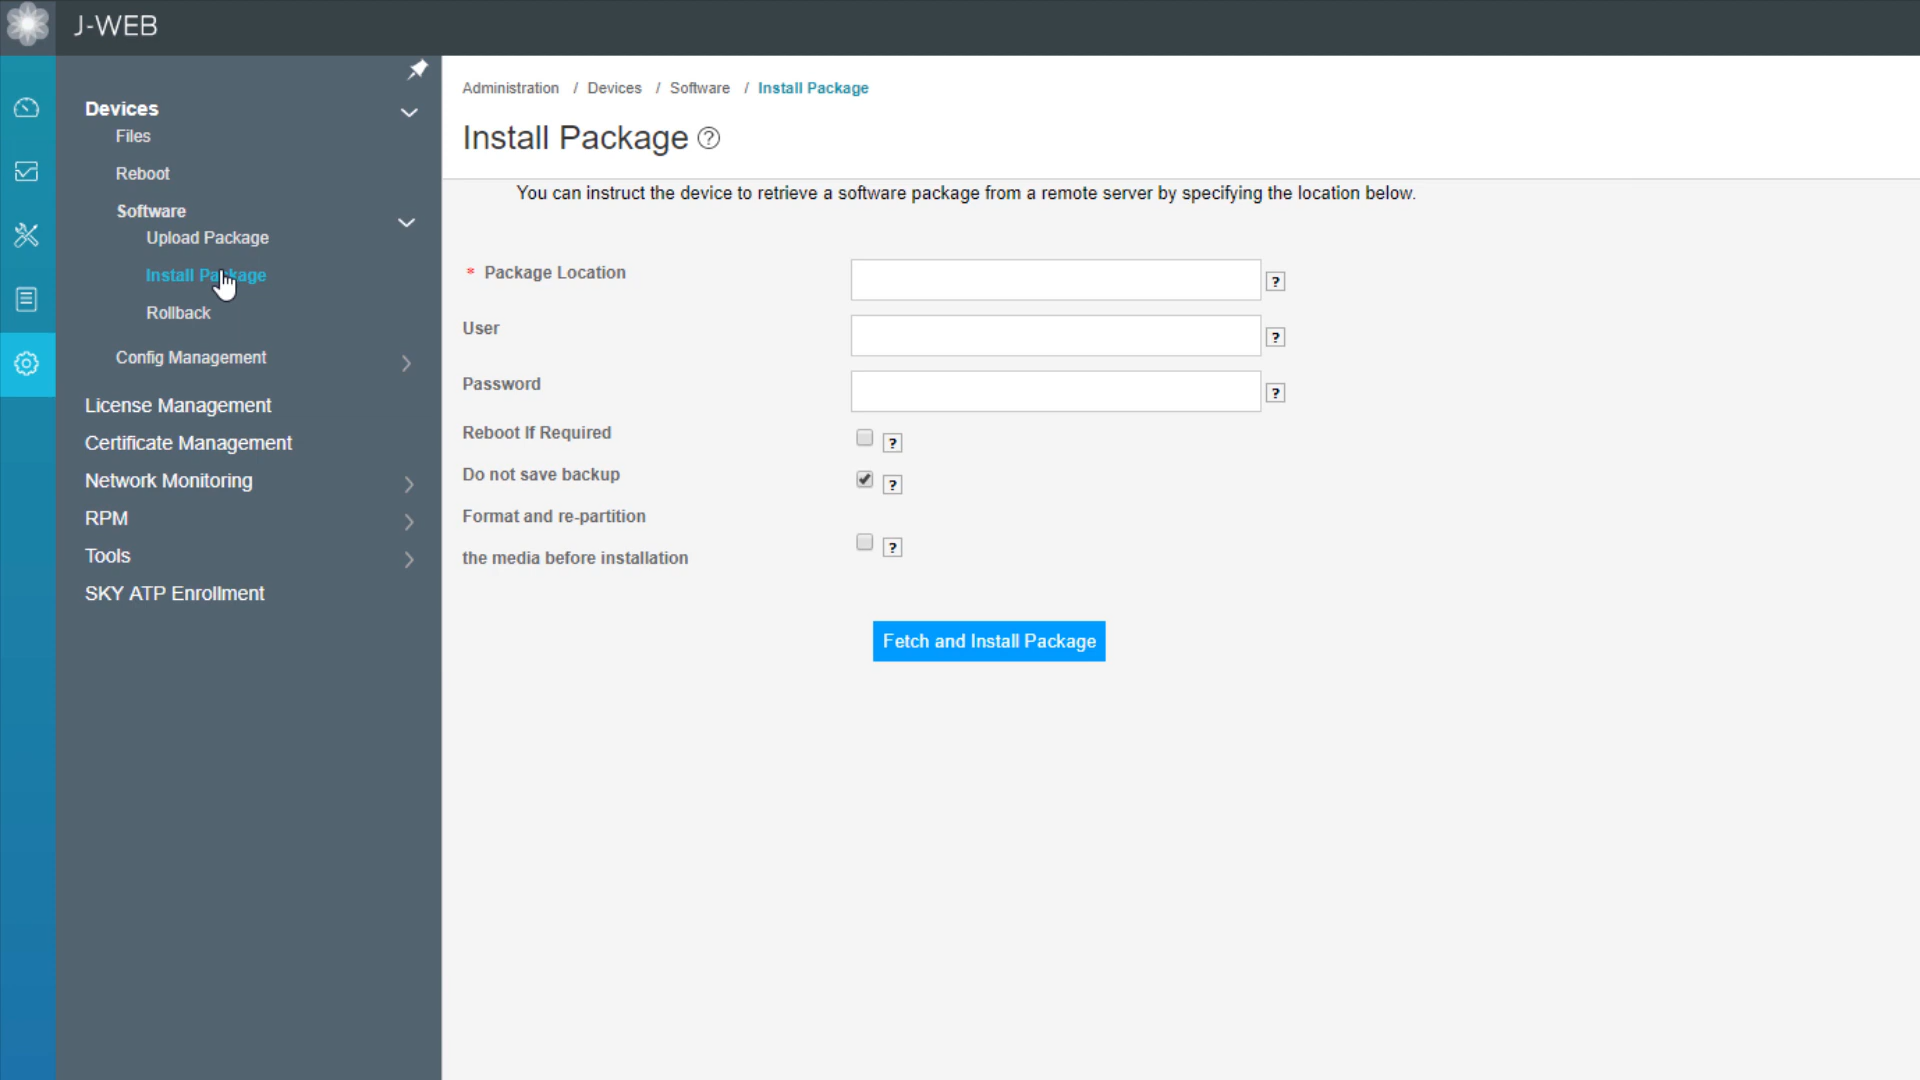 J-WEB
Devices
Files
Reboot
Software
Upload Package
Install Package
Rollback
Config Management
License Management
Certificate Management
Network Monitoring
RPM
Tools
SKY ATP Enrollment
Administration / Devices / Software / Install Package
Install Package ?
You can instruct the device to retrieve a software package from a remote server by specifying the location below.
* Package Location ?
User ?
Password ?
Reboot If Required ?
Do not save backup ?
Format and re-partition
the media before installation ?
Fetch and Install Package